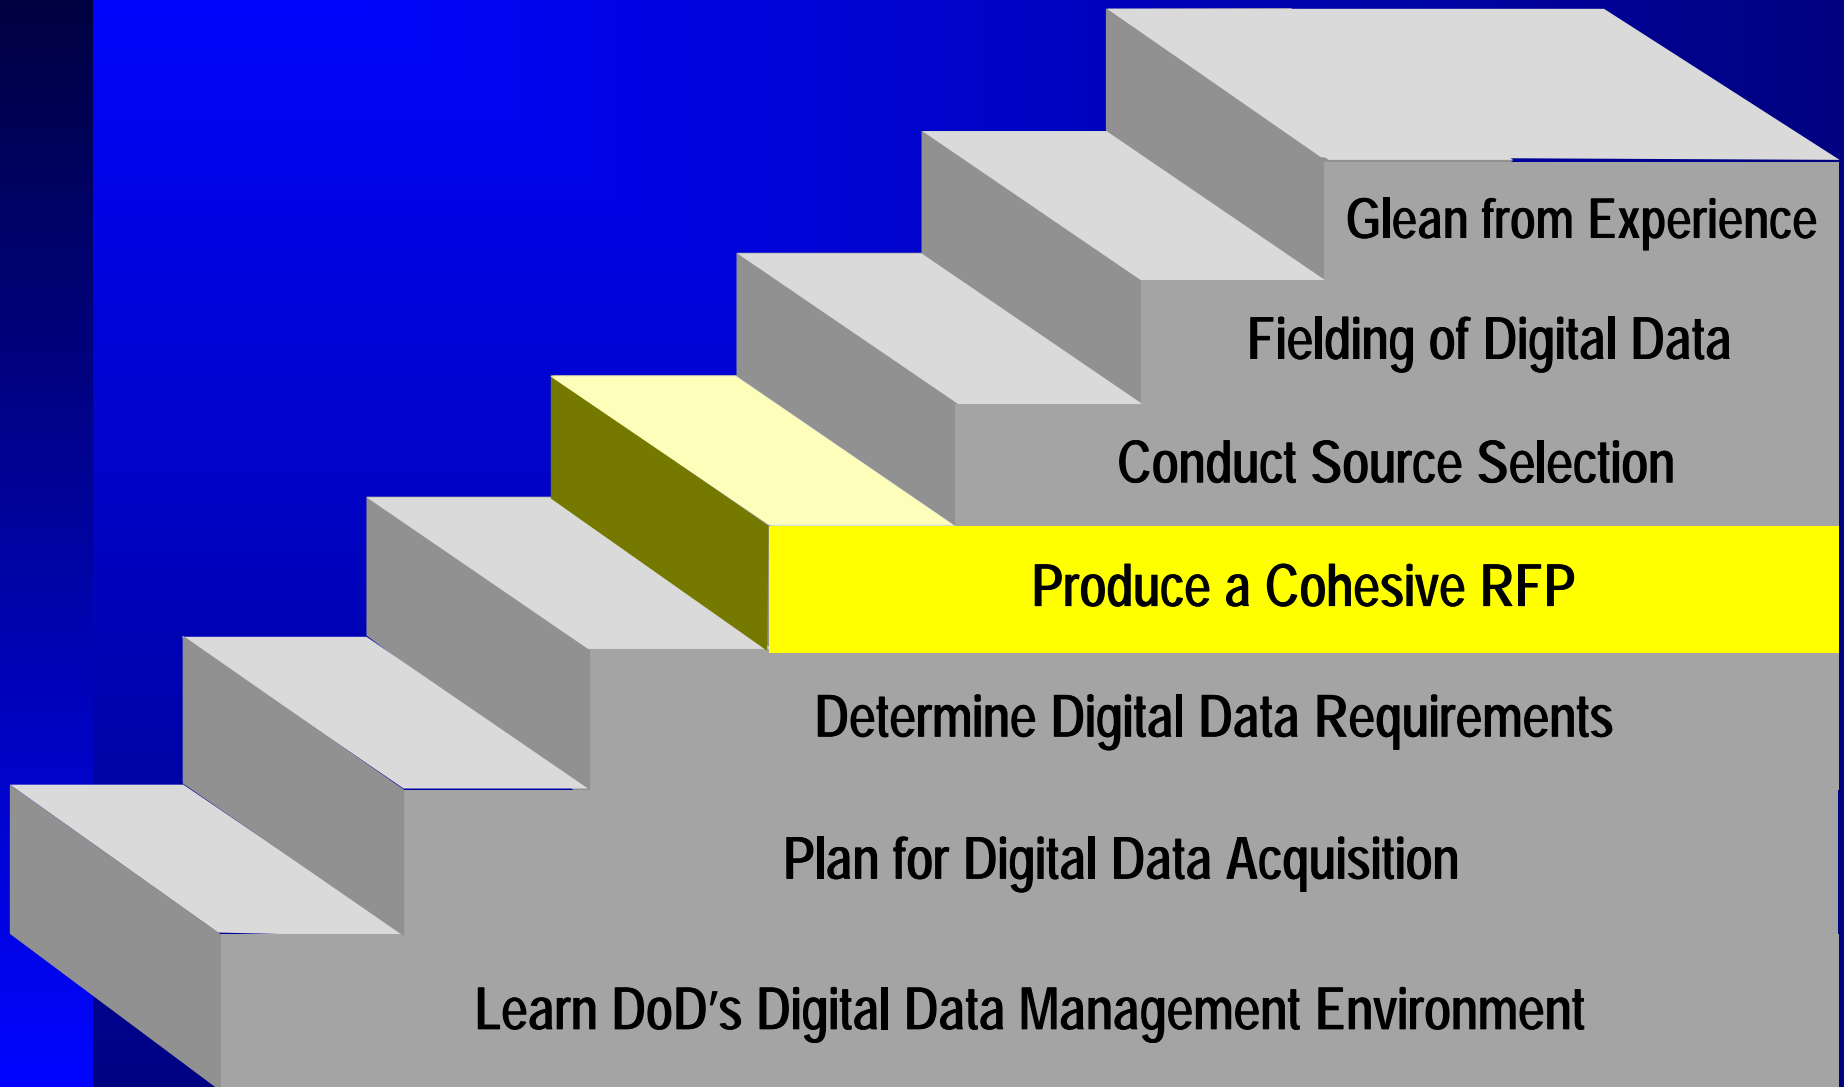 Glean from Experience
Fielding of Digital Data
Conduct Source Selection
Produce a Cohesive RFP
Determine Digital Data Requirements
Plan for Digital Data Acquisition
Learn DoD's Digital Data Management Environment